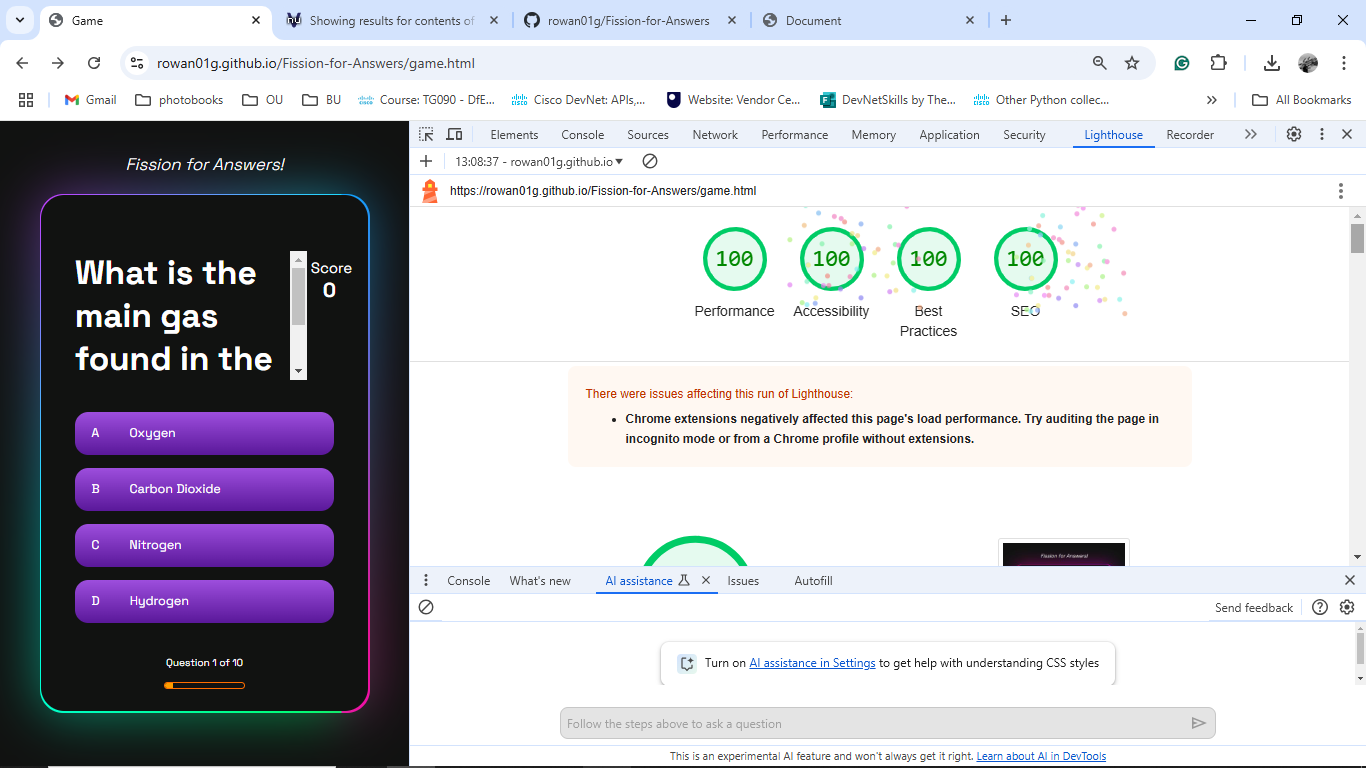 Game
Showing results for contents of
rowan01g/Fission-for-Answers
Document
rowan01g.github.io/Fission-for-Answers/game.html
Gmail
photobooks
OU
BU
Course: TG090 - DfE...
Cisco DevNet: APIs,...
Website: Vendor Ce...
DevNetSkills by The...
Other Python collec...
All Bookmarks
Fission for Answers!
What is the
main gas
found in the
Score
0
A Oxygen
B Carbon Dioxide
C Nitrogen
D Hydrogen
Question 1 of 10
Elements
Console
Sources
Network
Performance
Memory
Application
Security
Lighthouse
Recorder
13:08:37 - rowan01g.github.io
https://rowan01g.github.io/Fission-for-Answers/game.html
100
100
100
100
Performance
Accessibility
Best
Practices
SEO
There were issues affecting this run of Lighthouse:
• Chrome extensions negatively affected this page's load performance. Try auditing the page in
incognito mode or from a Chrome profile without extensions.
Fission for Answers!
Console
What's new
AI assistance
Issues
Autofill
Send feedback
Turn on AI assistance in Settings to get help with understanding CSS styles
Follow the steps above to ask a question
This is an experimental AI feature and won't always get it right. Learn about AI in DevTools